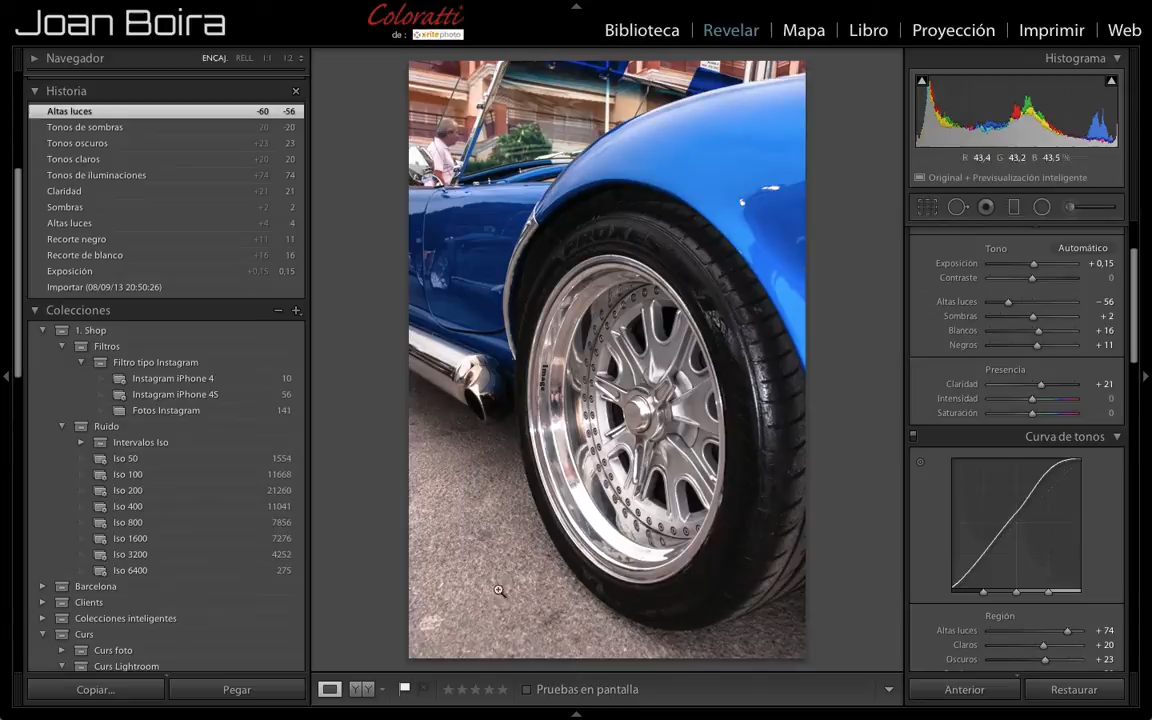 Joan Boira
Coloratti
de : xritephoto
Biblioteca | Revelar | Mapa | Libro | Proyección | Imprimir | Web
Navegador ENCAJ. RELL. 1:1 1:2
Historia
Altas luces -60 -56
Tonos de sombras 20 -20
Tonos oscuros +23 23
Tonos claros +20 20
Tonos de iluminaciones +74 74
Claridad +21 21
Sombras +2 2
Altas luces +4 4
Recorte negro +11 11
Recorte de blanco +16 16
Exposición +0,15 0,15
Importar (08/09/13 20:50:26)
Colecciones
1. Shop
Filtros
Filtro tipo Instagram
Instagram iPhone 4 10
Instagram iPhone 4S 56
Fotos Instagram 141
Ruido
Intervalos Iso
Iso 50 1554
Iso 100 11668
Iso 200 21260
Iso 400 11041
Iso 800 7856
Iso 1600 7276
Iso 3200 4252
Iso 6400 275
Barcelona
Clients
Colecciones inteligentes
Curs
Curs foto
Curs Lightroom
Copiar... Pegar
YY
Pruebas en pantalla
Histograma
R 43,4 G 43,2 B 43,5 %
Original + Previsualización inteligente
Tono Automático
Exposición + 0,15
Contraste 0
Altas luces – 56
Sombras + 2
Blancos + 16
Negros + 11
Presencia
Claridad + 21
Intensidad 0
Saturación 0
Curva de tonos
Región
Altas luces + 74
Claros + 20
Oscuros + 23
Anterior Restaurar